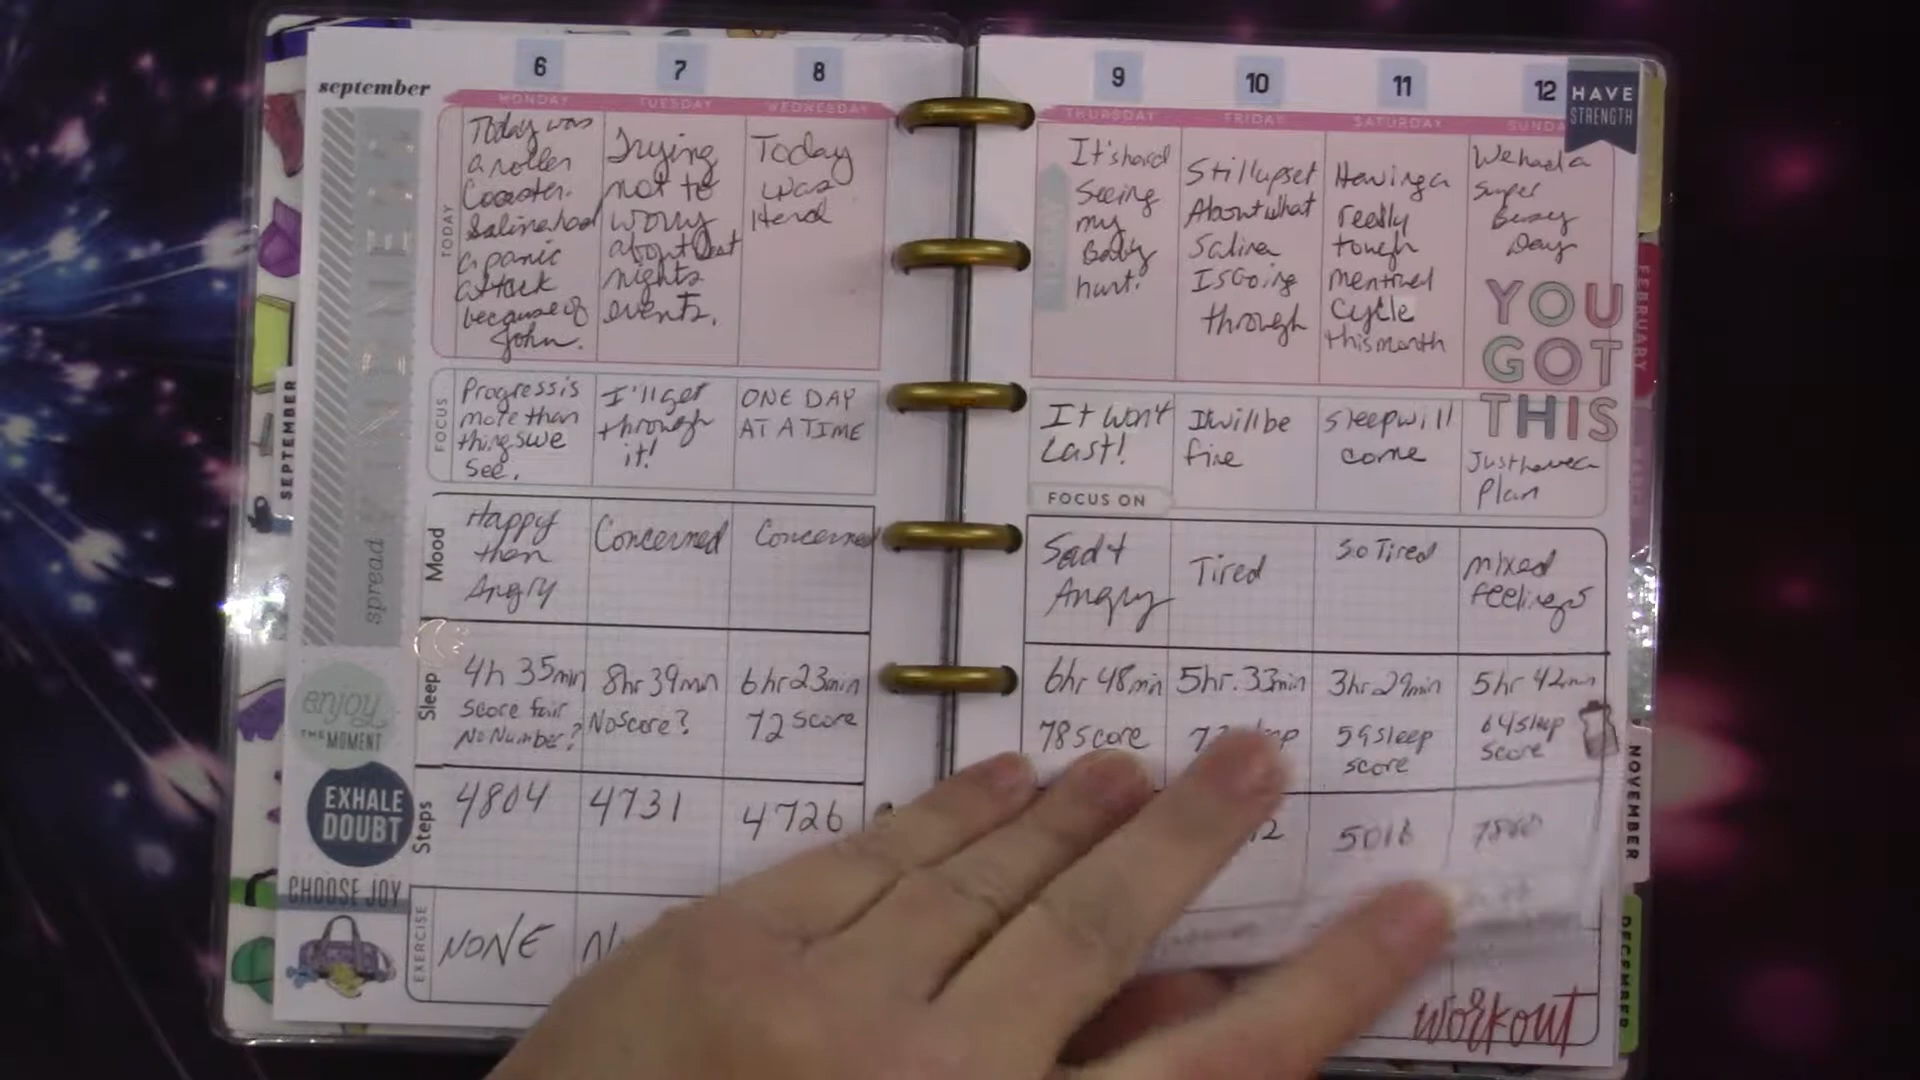 september
6
7
8
MONDAY
TUESDAY
WEDNESDAY
TODAY
Today was
a roller
Coaster.
Salina had
a panic
attack
because of
John.
Trying
not to
worry
about last
nights
events.
Today
was
Hard
FOCUS
Progress is
more than
things we
see.
I'll get
through
it!
ONE DAY
AT A TIME
Mood
Happy
then
Angry
Concerned
Concerned
Sleep
4h 35min
Score fair
No Number?
8hr 39min
No Score?
6hr 23min
72 score
Steps
4804
4731
4726
EXERCISE
NONE
spread
enjoy
THE MOMENT
EXHALE
DOUBT
CHOOSE JOY
SEPTEMBER
9
10
11
12
THURSDAY
FRIDAY
SATURDAY
HAVE
STRENGTH
It's hard
Seeing
my
Baby
hurt.
Still upset
About what
Salina
Is Going
through
Having a
really
tough
menstrual
Cycle
this month
We had a
super
Busy
Day
YOU
GOT
THIS
It won't
Last!
It will be
fine
Sleep will
come
Just have a
Plan
FOCUS ON
Sad +
Angry
Tired
So Tired
mixed
feelings
6hr 48min
78 score
5hr. 33min
3hr 29min
59 sleep
score
5hr 42min
64 sleep
score
workout
FEBRUARY
MARCH
NOVEMBER
DECEMBER